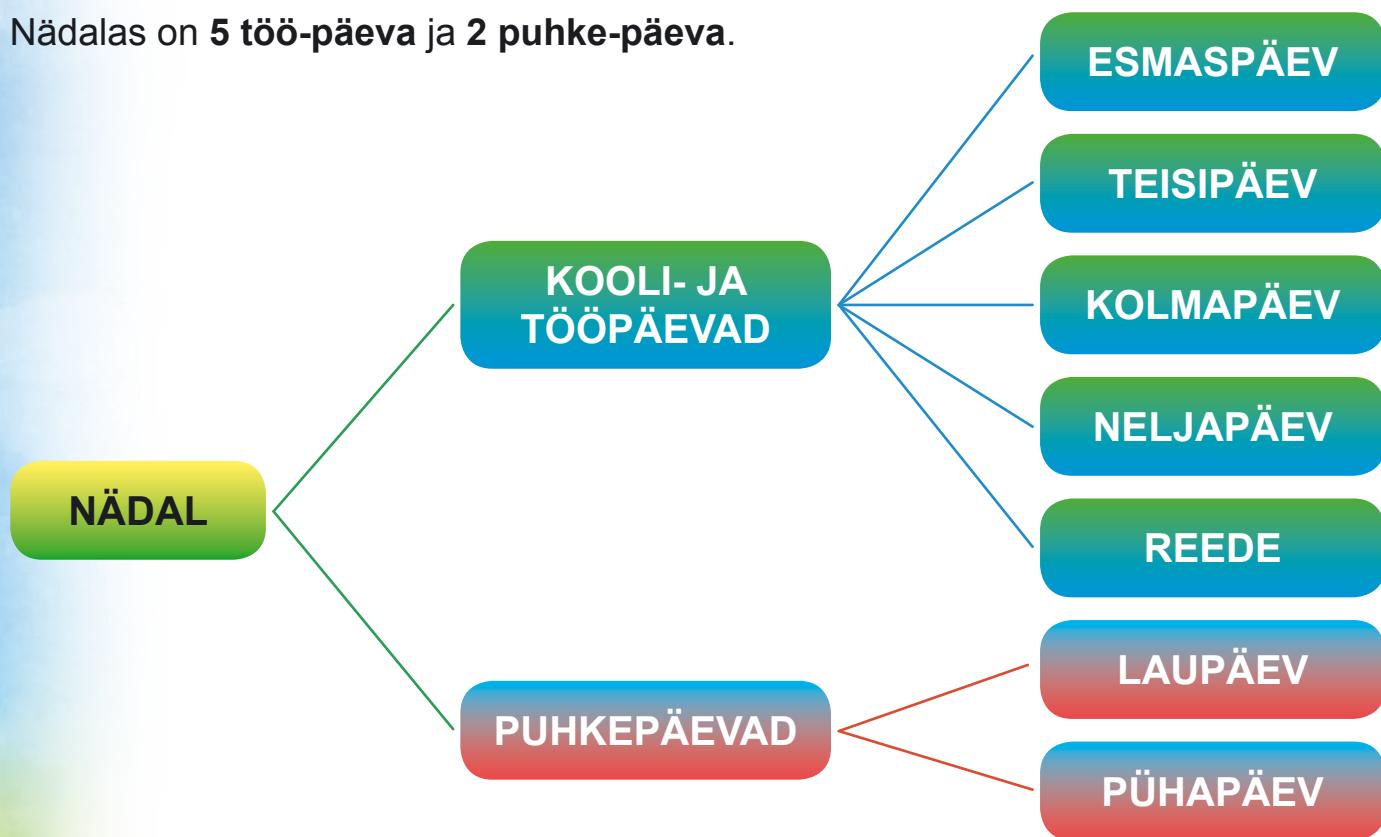 Nädalas on 5 töö-päeva ja 2 puhke-päeva.
NÄDAL
KOOLI- JA
TÖÖPÄEVAD
ESMASPÄEV
TEISIPÄEV
KOLMAPÄEV
NELJAPÄEV
REEDE
PUHKEPÄEVAD
LAUPÄEV
PÜHAPÄEV